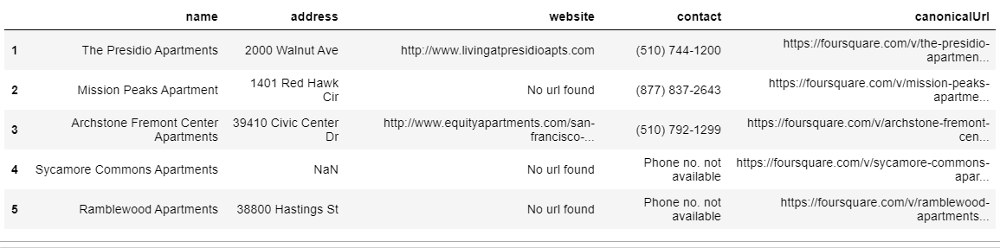 name address website contact canonicalUrl
1 The Presidio Apartments 2000 Walnut Ave http://www.livingatpresidioapts.com (510) 744-1200 https://foursquare.com/v/the-presidio-
apartmen...
2 Mission Peaks Apartment 1401 Red Hawk
Cir No url found (877) 837-2643 https://foursquare.com/v/mission-peaks-
apartme...
3 Archstone Fremont Center
Apartments 39410 Civic Center
Dr http://www.equityapartments.com/san-
francisco-... (510) 792-1299 https://foursquare.com/v/archstone-fremont-
cen...
4 Sycamore Commons Apartments NaN No url found Phone no. not
available https://foursquare.com/v/sycamore-commons-
apar...
5 Ramblewood Apartments 38800 Hastings St No url found Phone no. not
available https://foursquare.com/v/ramblewood-
apartments...